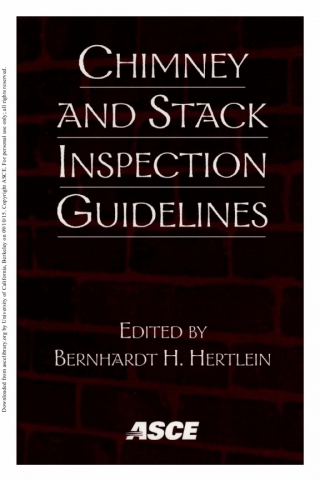 CHIMNEY
AND STACK
INSPECTION
GUIDELINES
EDITED BY
BERNHARDT H. HERTLEIN
ASCE
Downloaded from ascelibrary.org by University of California, Berkeley on 09/10/15. Copyright ASCE. For personal use only; all rights reserved.